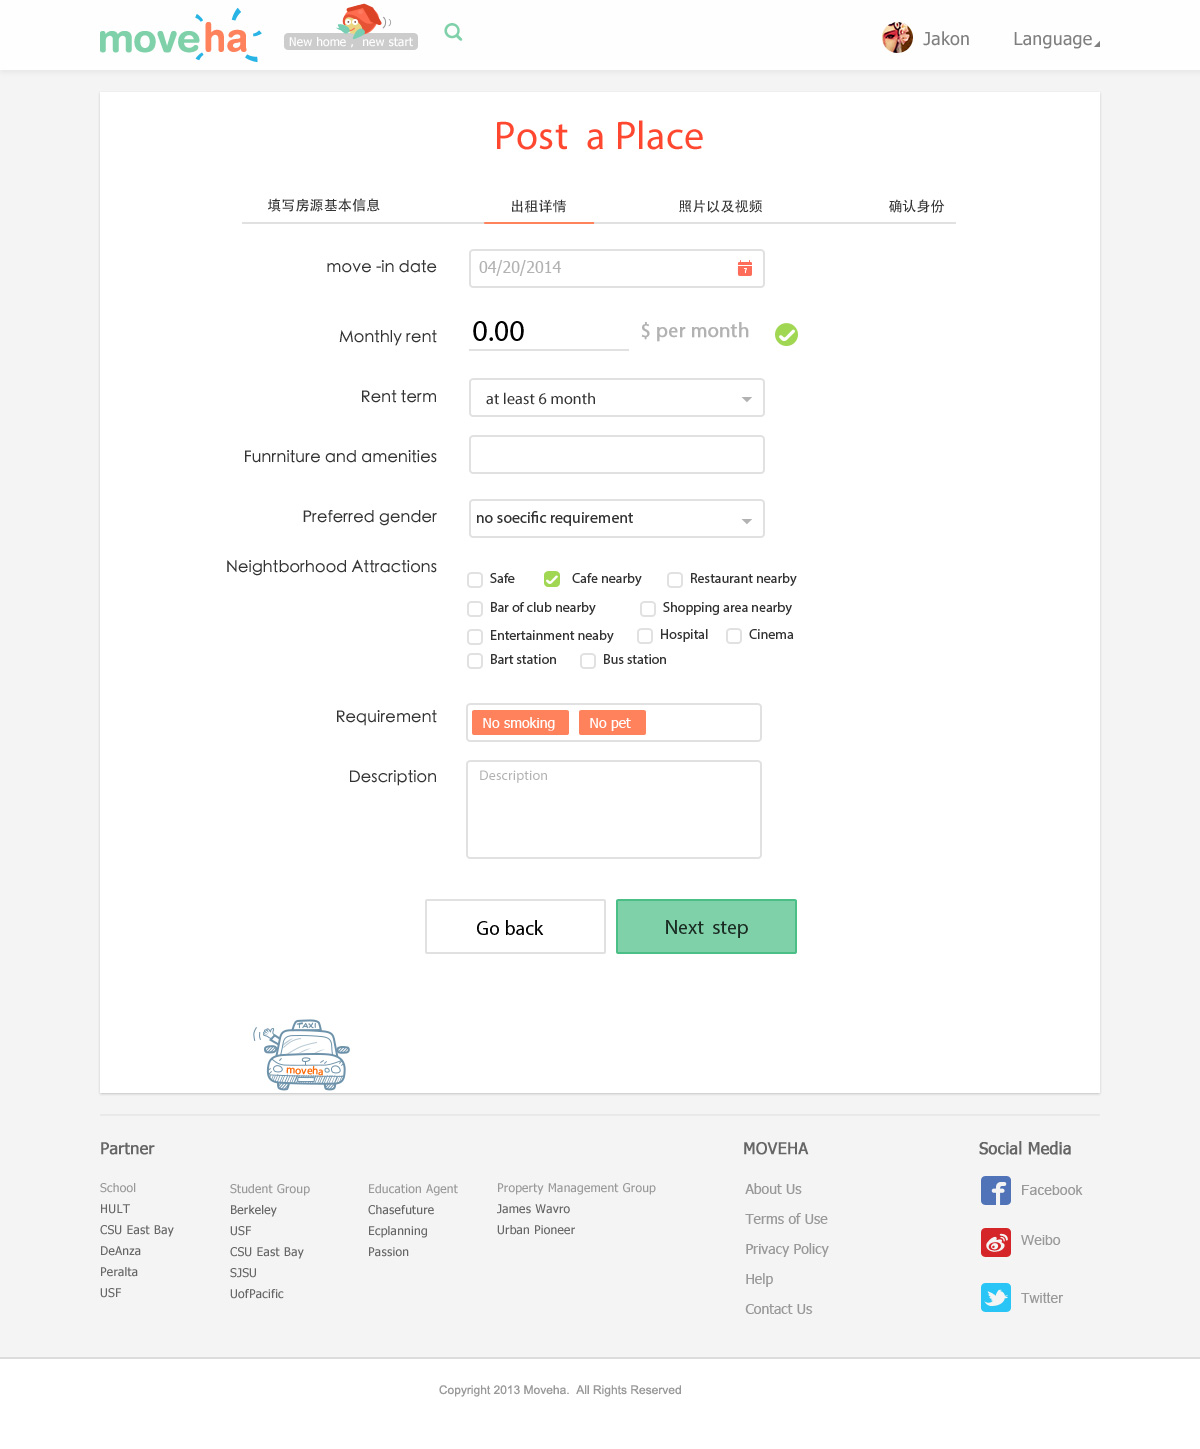 moveha
New home , new start
Jakon
Language
Post a Place
填写房源基本信息
出租详情
照片以及视频
确认身份
move -in date
04/20/2014
7
Monthly rent
0.00
$ per month
Rent term
at least 6 month
Funrniture and amenities
Preferred gender
no soecific requirement
Neightborhood Attractions
Safe
Cafe nearby
Restaurant nearby
Bar of club nearby
Shopping area nearby
Entertainment neaby
Hospital
Cinema
Bart station
Bus station
Requirement
No smoking
No pet
Description
Description
Go back
Next step
TAXI
moveha
Partner
School
HULT
CSU East Bay
DeAnza
Peralta
USF
Student Group
Berkeley
USF
CSU East Bay
SJSU
UofPacific
Education Agent
Chasefuture
Ecplanning
Passion
Property Management Group
James Wavro
Urban Pioneer
MOVEHA
About Us
Terms of Use
Privacy Policy
Help
Contact Us
Social Media
Facebook
Weibo
Twitter
Copyright 2013 Moveha. All Rights Reserved